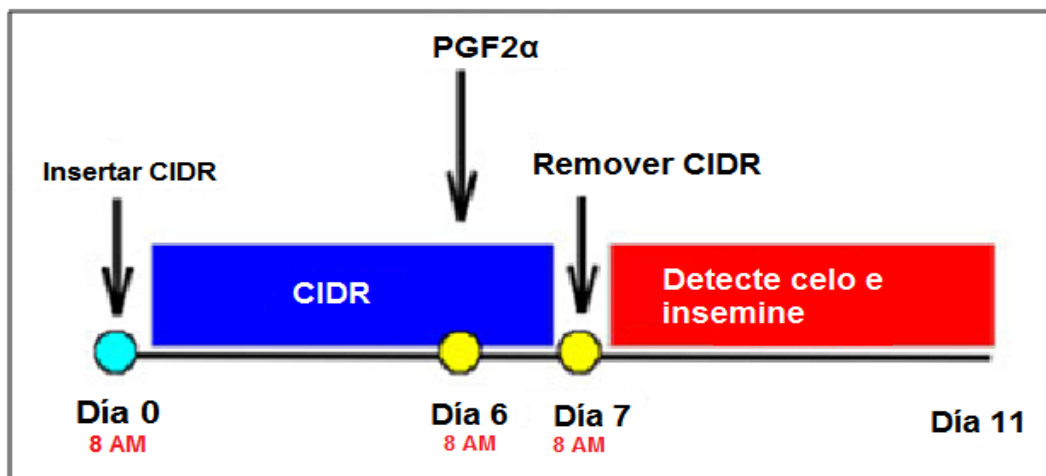 PGF2α
Insertar CIDR
Remover CIDR
CIDR
Detecte celo e
insemine
Día 0
8 AM
Día 6
8 AM
Día 7
8 AM
Día 11